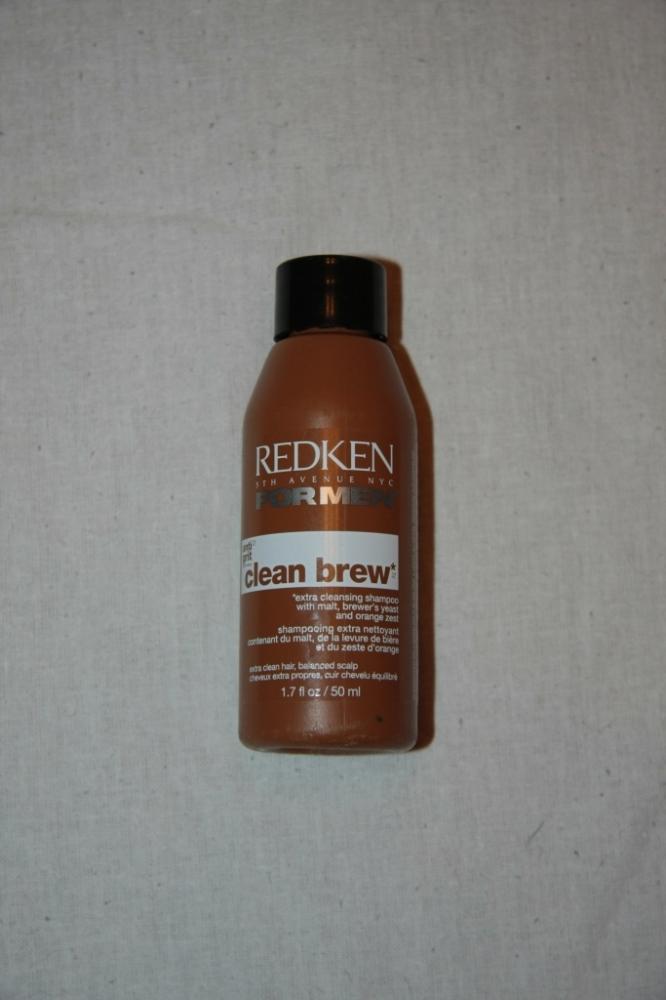 REDKEN
5TH AVENUE NYC
FOR MEN
anti
grit
clean brew*
*extra cleansing shampoo
with malt, brewer's yeast
and orange zest
shampooing extra nettoyant
contenant du malt, de la levure de bière
et du zeste d'orange
extra clean hair, balanced scalp
cheveux extra propres, cuir chevelu équilibré
1.7 fl oz / 50 ml